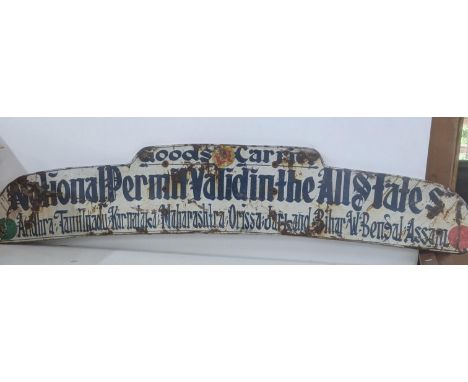 Goods Carrier
National Permit Valid in the All States
Andhra. Tamilnadu Karnataka Maharashtra. Orissa. Bihar. W. Bengal. Assam